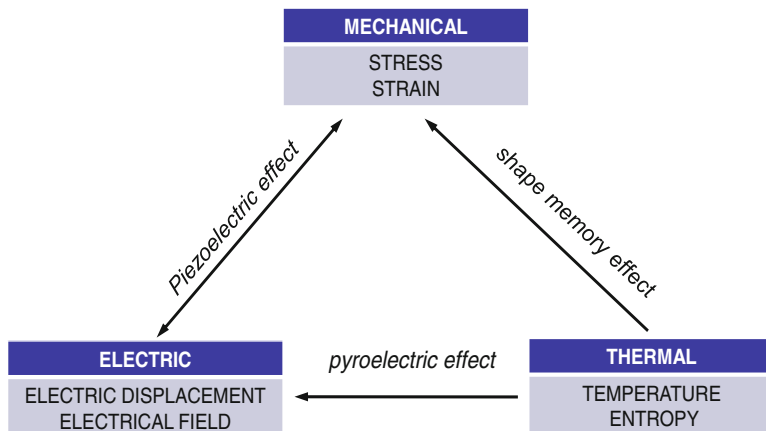 MECHANICAL
STRESS
STRAIN
Piezoelectric effect
shape memory effect
ELECTRIC
ELECTRIC DISPLACEMENT
ELECTRICAL FIELD
pyroelectric effect
THERMAL
TEMPERATURE
ENTROPY